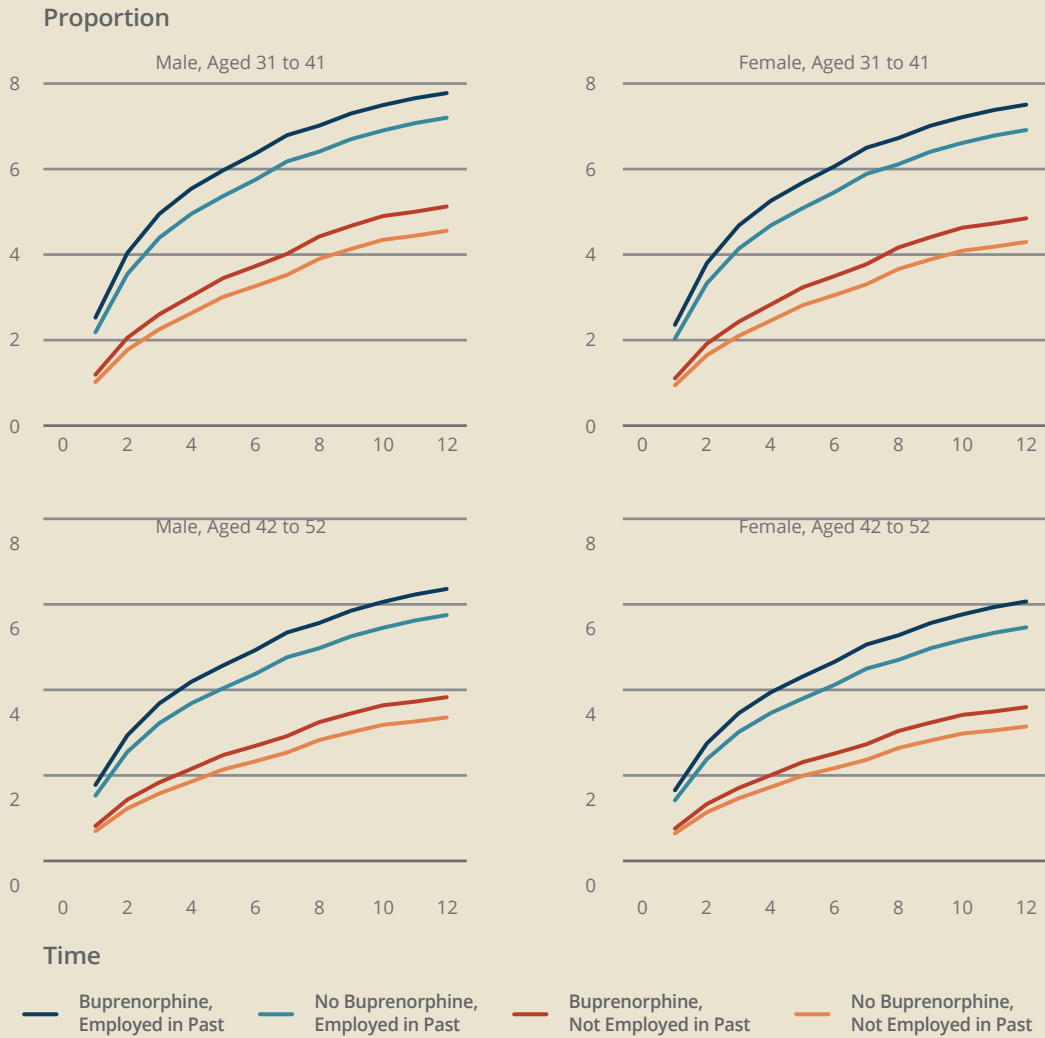 Proportion
Male, Aged 31 to 41
8
6
4
2
0
0 2 4 6 8 10 12
Female, Aged 31 to 41
8
6
4
2
0
0 2 4 6 8 10 12
Male, Aged 42 to 52
8
6
4
2
0
0 2 4 6 8 10 12
Female, Aged 42 to 52
8
6
4
2
0
0 2 4 6 8 10 12
Time
Buprenorphine,
Employed in Past
No Buprenorphine,
Employed in Past
Buprenorphine,
Not Employed in Past
No Buprenorphine,
Not Employed in Past